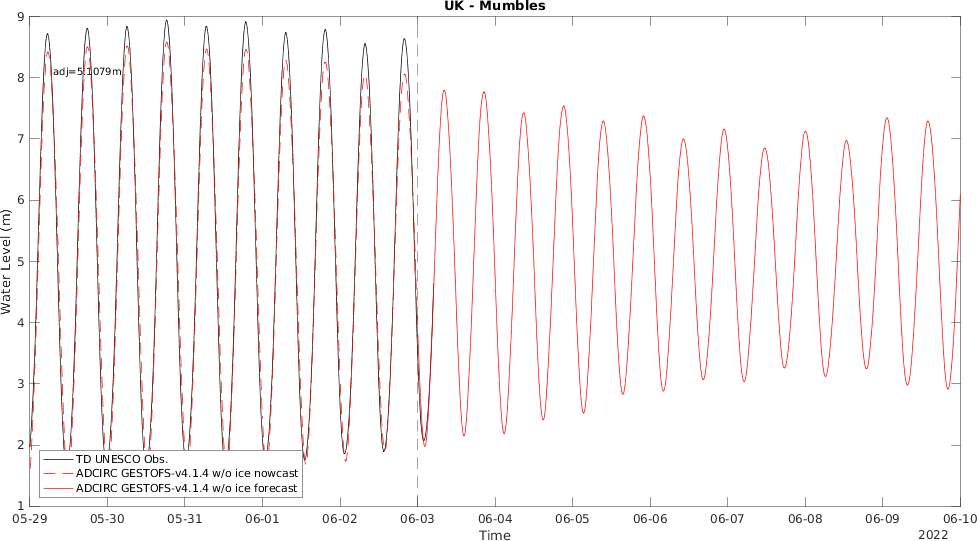 UK - Mumbles
9
8
7
6
5
4
3
2
1
Water Level (m)
adj=5.1079m
TD UNESCO Obs.
ADCIRC GESTOFS-v4.1.4 w/o ice nowcast
ADCIRC GESTOFS-v4.1.4 w/o ice forecast
05-29 05-30 05-31 06-01 06-02 06-03 06-04 06-05 06-06 06-07 06-08 06-09 06-10
Time
2022